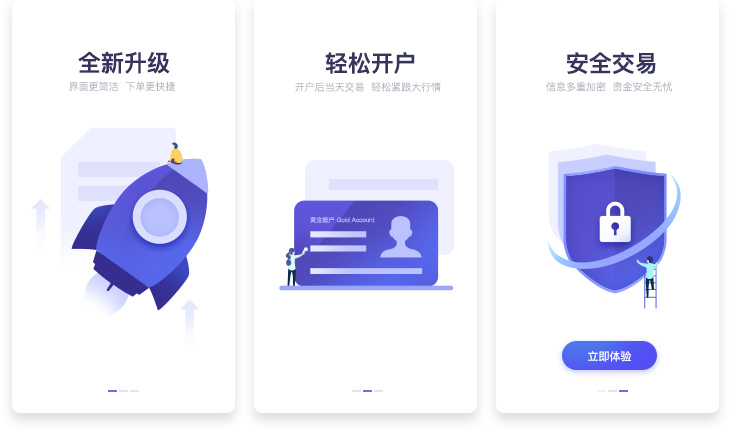 全新升级
界面更简洁 下单更快捷
轻松开户
开户后当天交易 轻松紧跟大行情
黄金账户 Gold Account
安全交易
信息多重加密 资金安全无忧
立即体验